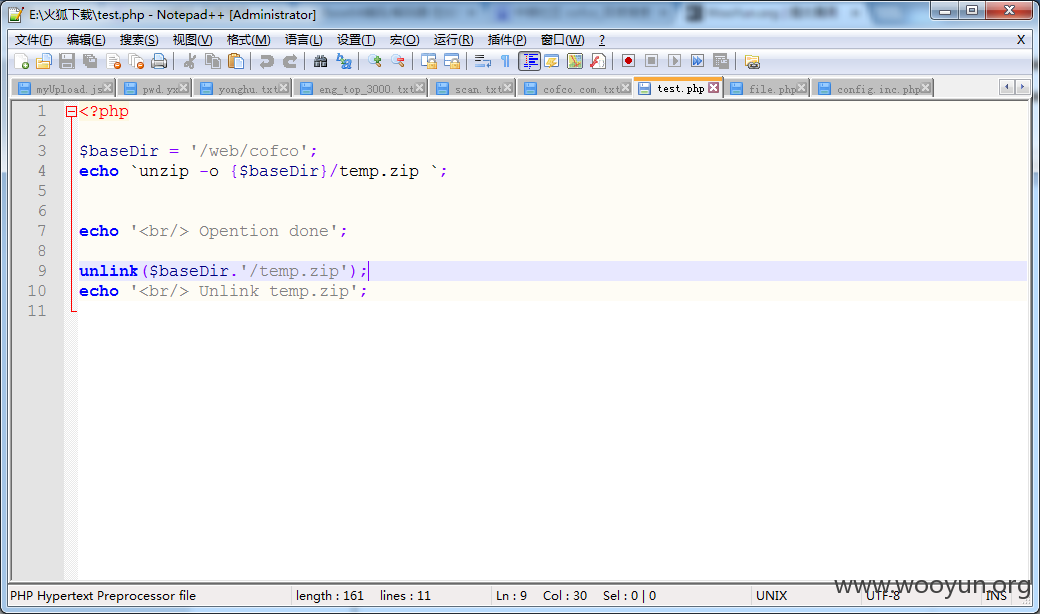 E:\火狐下载\test.php - Notepad++ [Administrator]
文件(F) 编辑(E) 搜索(S) 视图(V) 格式(M) 语言(L) 设置(T) 宏(O) 运行(R) 插件(P) 窗口(W) ? X
myUpload.js pwd.yx yonghu.txt eng_top_3000.txt scan.txt cofco.com.txt test.php file.php config.inc.php
1 <?php
2
3 $baseDir = '/web/cofco';
4 echo `unzip -o {$baseDir}/temp.zip `;
5
6
7 echo '<br/> Opention done';
8
9 unlink($baseDir.'/temp.zip');
10 echo '<br/> Unlink temp.zip';
11
www.wooyun.org
PHP Hypertext Preprocessor file length : 161 lines : 11 Ln : 9 Col : 30 Sel : 0 | 0 UNIX UTF-8 INS